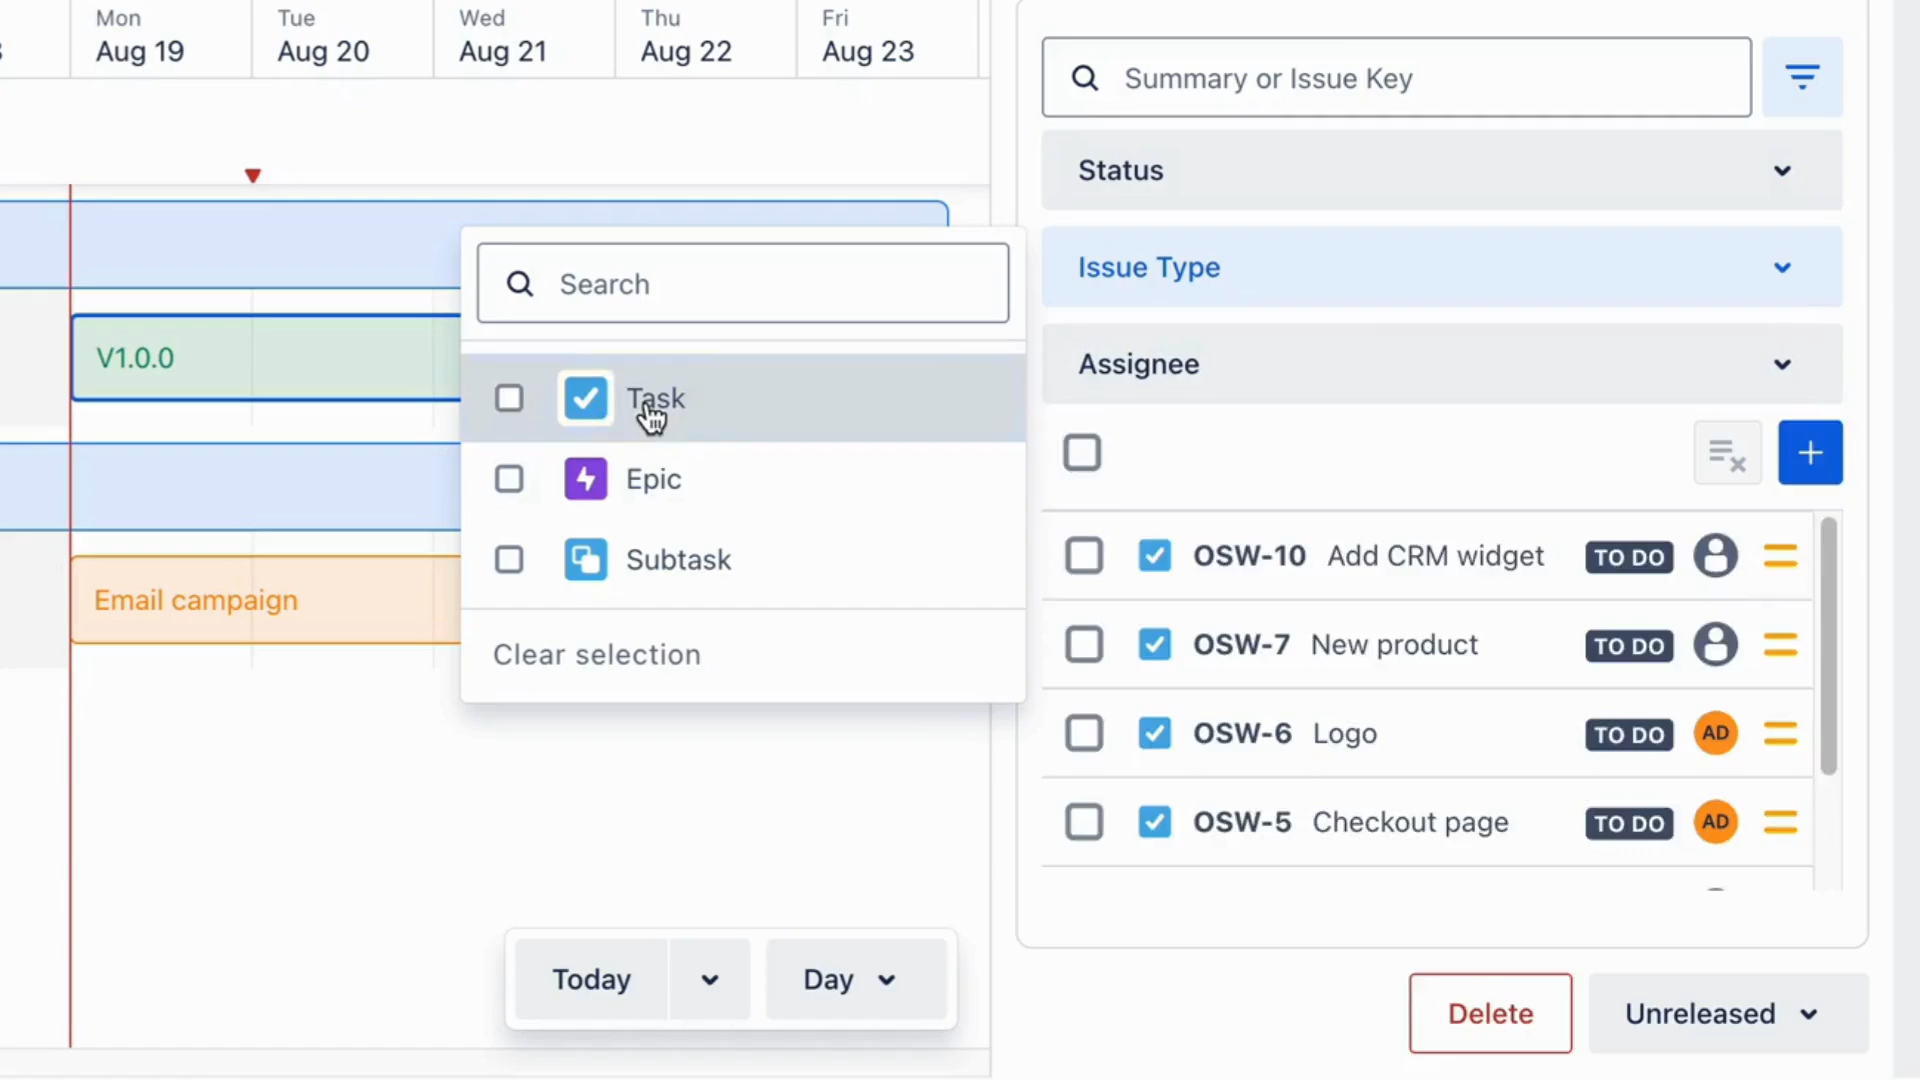 Mon Tue Wed Thu Fri
Aug 19 Aug 20 Aug 21 Aug 22 Aug 23
V1.0.0
Email campaign
Search
Task
Epic
Subtask
Clear selection
Today
Day
Summary or Issue Key
Status
Issue Type
Assignee
OSW-10 Add CRM widget TO DO
OSW-7 New product TO DO
OSW-6 Logo TO DO AD
OSW-5 Checkout page TO DO AD
Delete
Unreleased